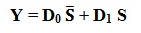 Y = D₀ S̅ + D₁ S